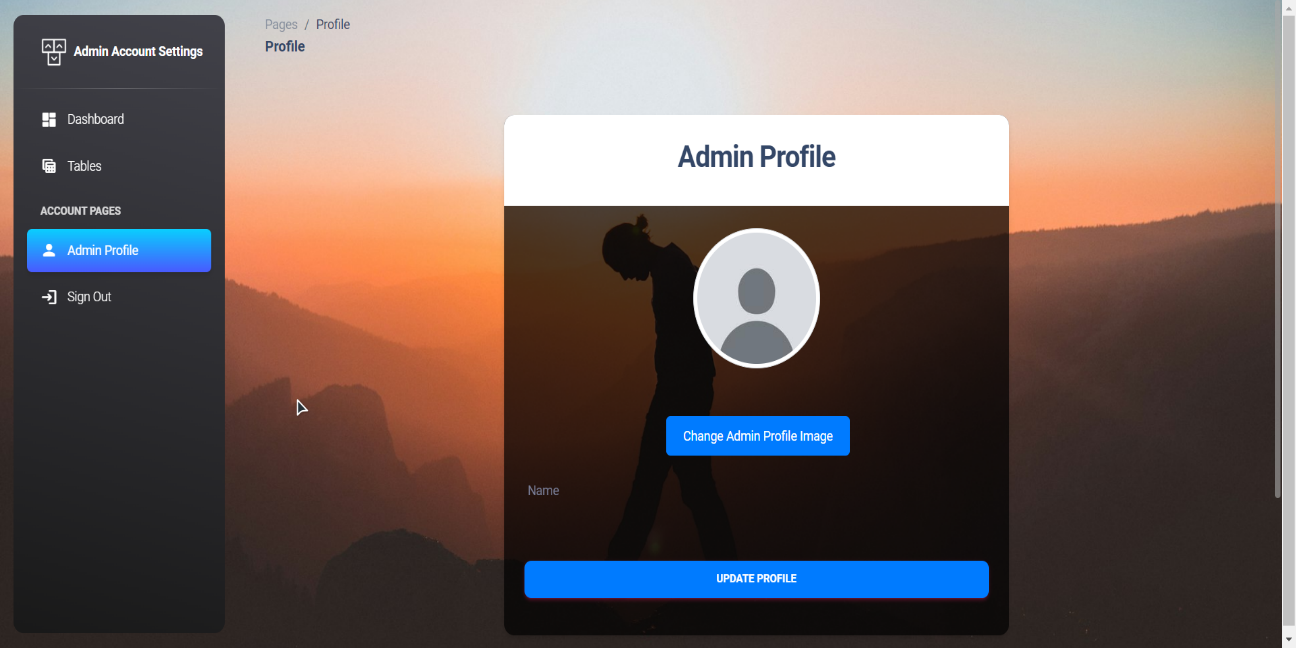 Admin Account Settings
Dashboard
Tables
ACCOUNT PAGES
Admin Profile
Sign Out
Pages / Profile
Profile
Admin Profile
Change Admin Profile Image
Name
UPDATE PROFILE